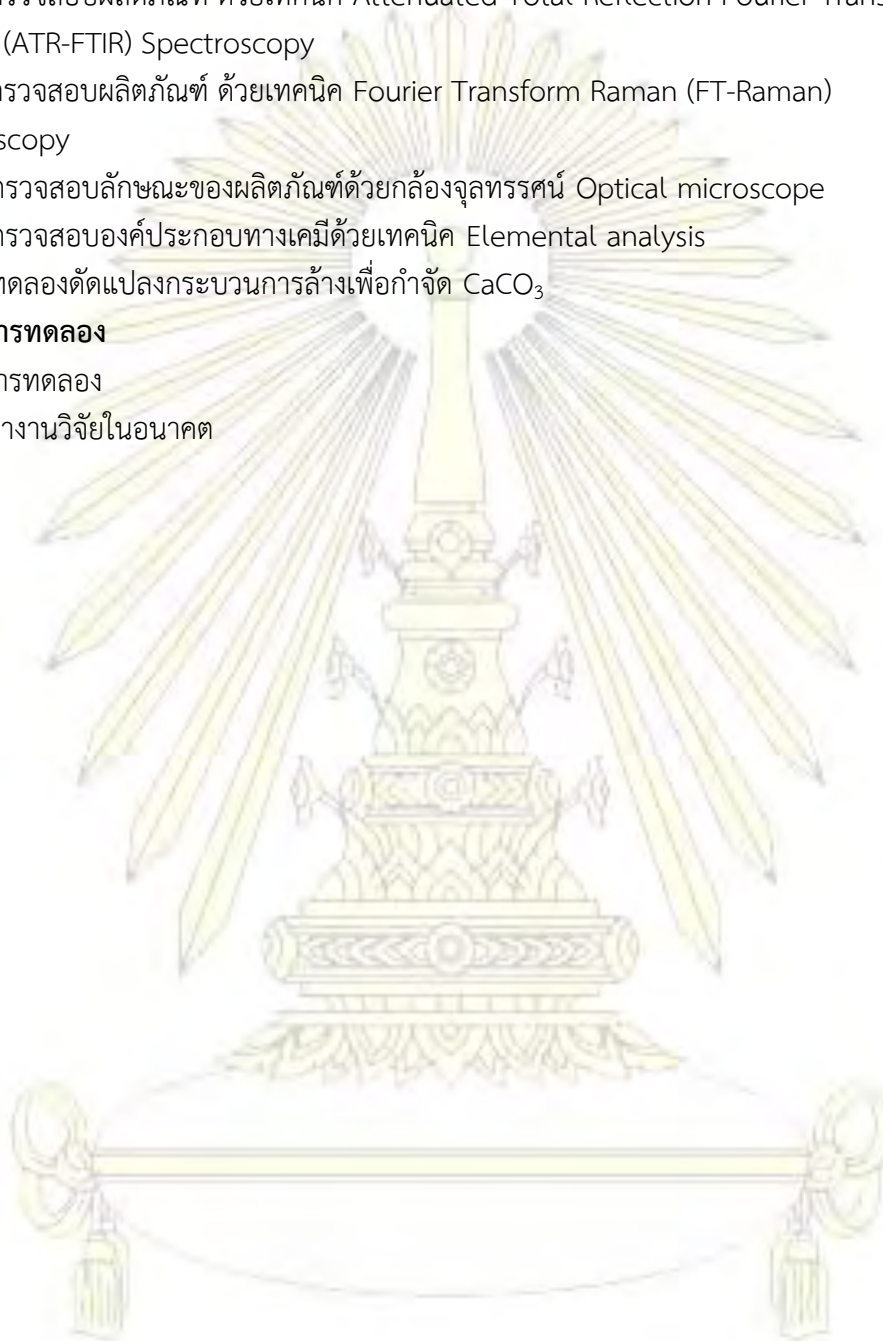 (ATR-FTIR) Spectroscopy
ตรวจสอบผลิตภัณฑ์ ด้วยเทคนิค Fourier Transform Raman (FT-Raman)
scopy
ตรวจสอบลักษณะของผลิตภัณฑ์ด้วยกล้องจุลทรรศน์ Optical microscope
ตรวจสอบองค์ประกอบทางเคมีด้วยเทคนิค Elemental analysis
ทดลองดัดแปลงกระบวนการล้างเพื่อกำจัด CaCO₃
ารทดลอง
ารทดลอง
างานวิจัยในอนาคต